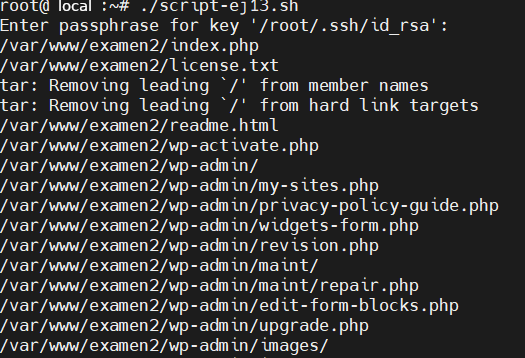 root@ local :~# ./script-ej13.sh
Enter passphrase for key '/root/.ssh/id_rsa':
/var/www/examen2/index.php
/var/www/examen2/license.txt
tar: Removing leading `/' from member names
tar: Removing leading `/' from hard link targets
/var/www/examen2/readme.html
/var/www/examen2/wp-activate.php
/var/www/examen2/wp-admin/
/var/www/examen2/wp-admin/my-sites.php
/var/www/examen2/wp-admin/privacy-policy-guide.php
/var/www/examen2/wp-admin/widgets-form.php
/var/www/examen2/wp-admin/revision.php
/var/www/examen2/wp-admin/maint/
/var/www/examen2/wp-admin/maint/repair.php
/var/www/examen2/wp-admin/edit-form-blocks.php
/var/www/examen2/wp-admin/upgrade.php
/var/www/examen2/wp-admin/images/